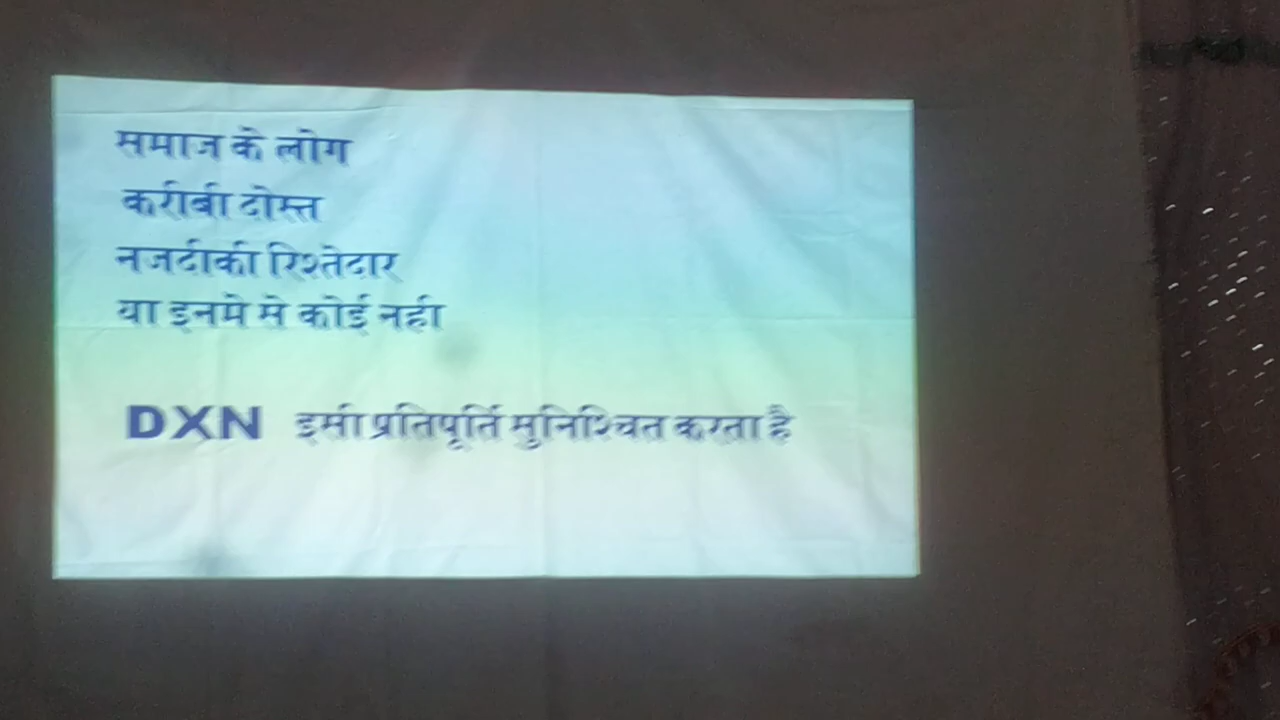 समाज के लोग
करीबी दोस्त
नजदीकी रिश्तेदार
या इनमे से कोई नही
DXN इसी प्रतिपूर्ति सुनिश्चित करता है